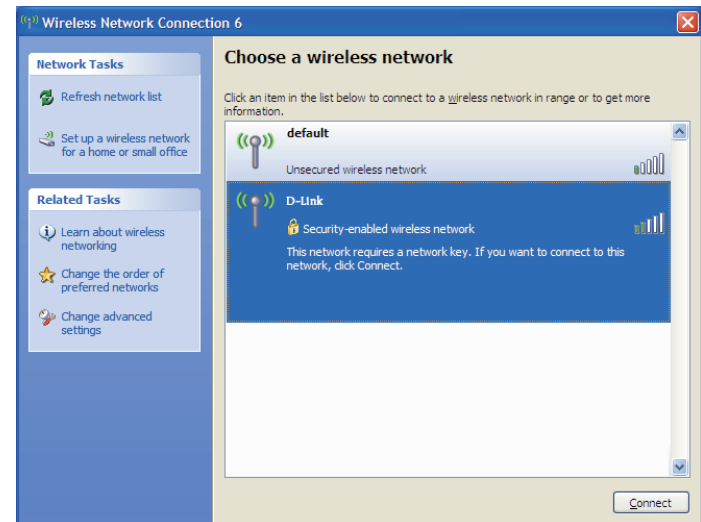 Wireless Network Connection 6
Network Tasks
Refresh network list
Set up a wireless network
for a home or small office
Related Tasks
Learn about wireless
networking
Change the order of
preferred networks
Change advanced
settings
Choose a wireless network
Click an item in the list below to connect to a wireless network in range or to get more
information.
default
Unsecured wireless network
D-Link
Security-enabled wireless network
This network requires a network key. If you want to connect to this
network, click Connect.
Connect